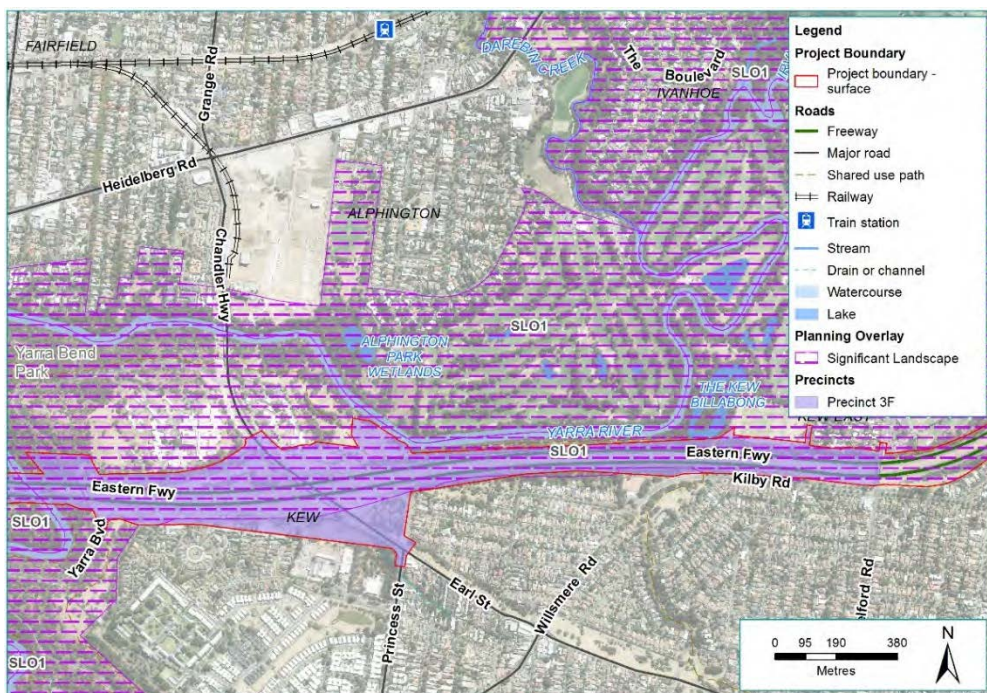 FAIRFIELD
Grange Rd
DAREBIN CREEK
The
Boulevard
SLO1
IVANHOE
Heidelberg Rd
ALPHINGTON
Chandler Hwy
Yarra Bend
Park
ALPHINGTON
PARK
WETLANDS
SLO1
THE KEW
BILLABONG
YARRA RIVER
SLO1
KEW EAST
Eastern Fwy
Kilby Rd
Eastern Fwy
KEW
SLO1
Yarra Bvd
Princess St
Earl St
Willsmere Rd
elford Rd
SLO1
Legend
Project Boundary
Project boundary -
surface
Roads
Freeway
Major road
Shared use path
Railway
Train station
Stream
Drain or channel
Watercourse
Lake
Planning Overlay
Significant Landscape
Precincts
Precinct 3F
0 95 190 380
Metres
N